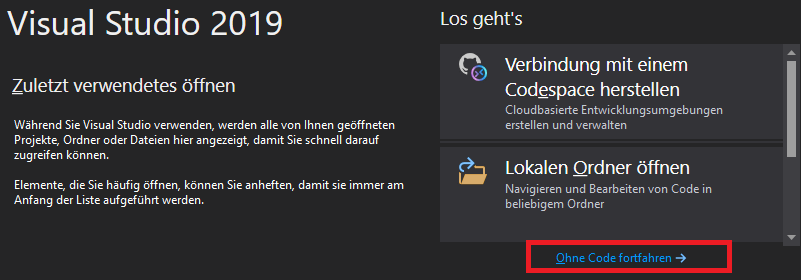 Visual Studio 2019
Zuletzt verwendetes öffnen
Während Sie Visual Studio verwenden, werden alle von Ihnen geöffneten
Projekte, Ordner oder Dateien hier angezeigt, damit Sie schnell darauf
zugreifen können.
Elemente, die Sie häufig öffnen, können Sie anheften, damit sie immer am
Anfang der Liste aufgeführt werden.
Los geht's
Verbindung mit einem
Codespace herstellen
Cloudbasierte Entwicklungsumgebungen
erstellen und verwalten
Lokalen Ordner öffnen
Navigieren und Bearbeiten von Code in
beliebigem Ordner
Ohne Code fortfahren →